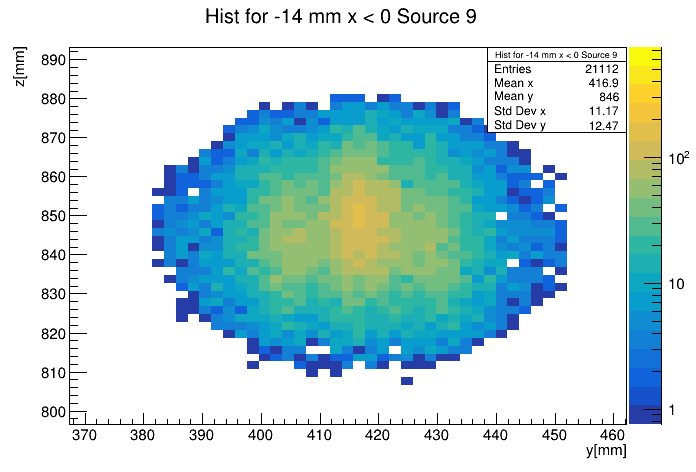 Hist for -14 mm x < 0 Source 9
z[mm]
890
880
870
860
850
840
830
820
810
800
370 380 390 400 410 420 430 440 450 460
y[mm]
Hist for -14 mm x < 0 Source 9
Entries 21112
Mean x 416.9
Mean y 846
Std Dev x 11.17
Std Dev y 12.47
10²
10
1